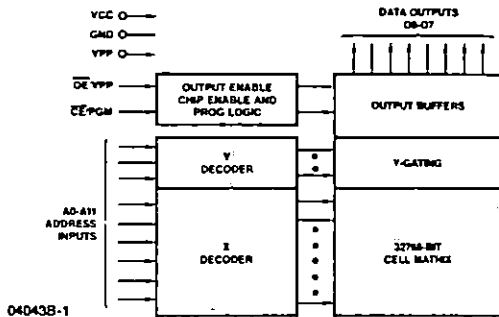 VCC
GND
VPP
OE/VPP
CE/PGM
OUTPUT ENABLE
CHIP ENABLE AND
PROG LOGIC
DATA OUTPUTS
O0-O7
OUTPUT BUFFERS
Y
DECODER
Y-GATING
A0-A11
ADDRESS
INPUTS
X
DECODER
32768-BIT
CELL MATRIX
04043B-1